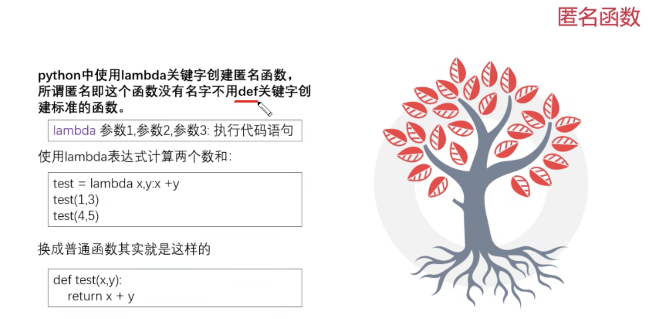 匿名函数
python中使用lambda关键字创建匿名函数，
所谓匿名即这个函数没有名字不用def关键字创
建标准的函数。
lambda 参数1,参数2,参数3: 执行代码语句
使用lambda表达式计算两个数和：
test = lambda x,y:x +y
test(1,3)
test(4,5)
换成普通函数其实就是这样的
def test(x,y):
return x + y